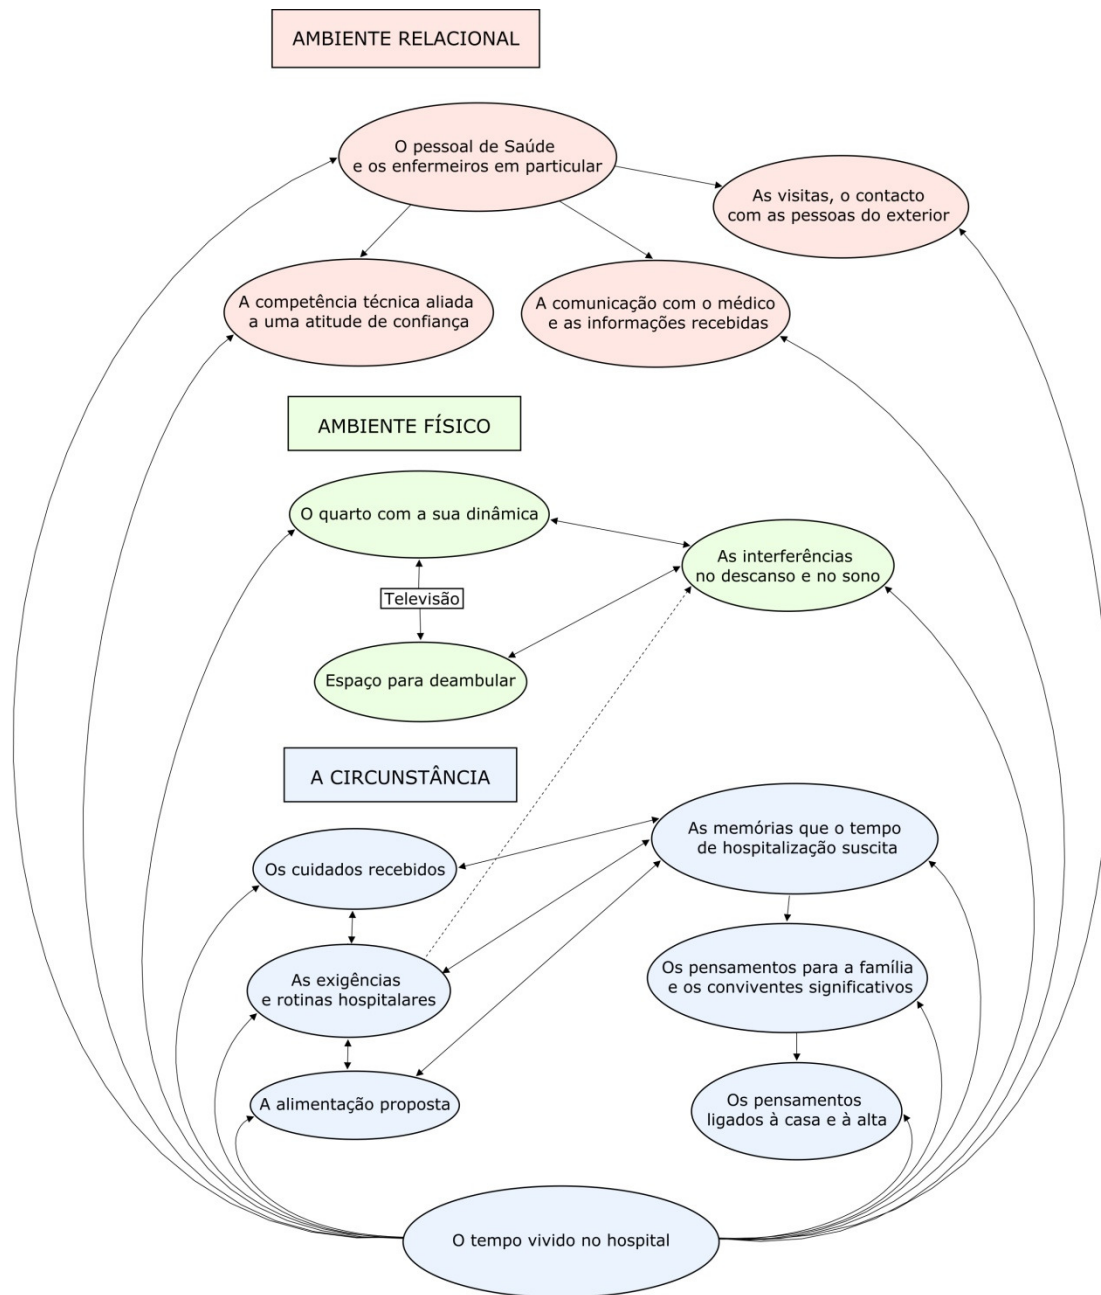 AMBIENTE RELACIONAL
O pessoal de Saúde
e os enfermeiros em particular
As visitas, o contacto
com as pessoas do exterior
A competência técnica aliada
a uma atitude de confiança
A comunicação com o médico
e as informações recebidas
AMBIENTE FÍSICO
O quarto com a sua dinâmica
As interferências
no descanso e no sono
Televisão
Espaço para deambular
A CIRCUNSTÂNCIA
As memórias que o tempo
de hospitalização suscita
Os cuidados recebidos
Os pensamentos para a família
e os conviventes significativos
As exigências
e rotinas hospitalares
Os pensamentos
ligados à casa e à alta
A alimentação proposta
O tempo vivido no hospital